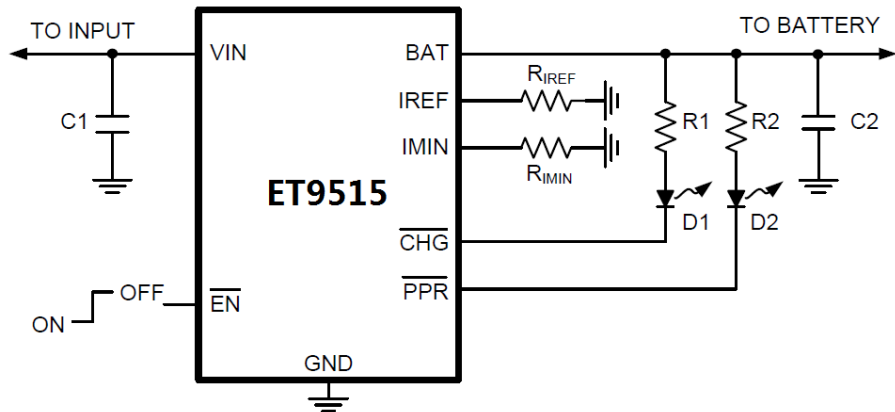 TO INPUT
TO BATTERY
VIN
BAT
IREF
IMIN
RIREF
RIMIN
C1
R1
R2
C2
ET9515
D1
D2
CHG
PPR
EN
ON
OFF
GND